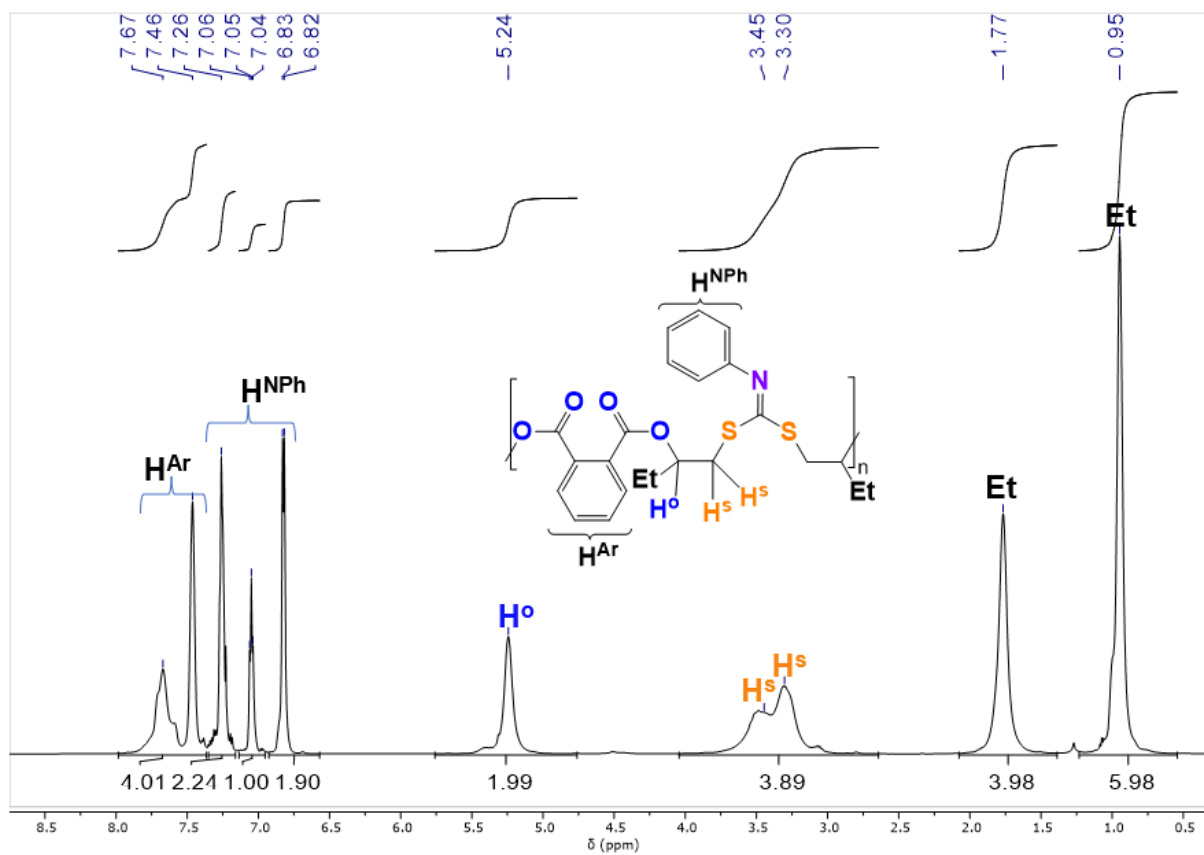 7.67
7.46
7.26
7.06
7.05
7.04
6.83
6.82
5.24
3.45
3.30
1.77
0.95
Et
H^NPh
N
H^NPh
O O
O O S S
H^Ar
n
Et Et
Et
H^o H^s H^s
H^Ar
H^o
H^s H^s
4.01 2.24 1.00 1.90 1.99 3.89 3.98 5.98
8.5 8.0 7.5 7.0 6.5 6.0 5.5 5.0 4.5 4.0 3.5 3.0 2.5 2.0 1.5 1.0 0.5
δ (ppm)